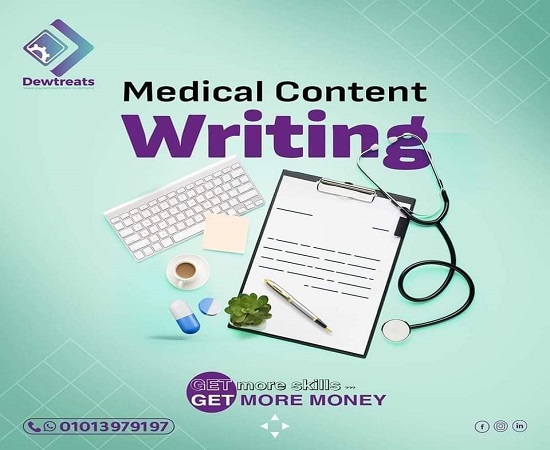 Dewtreats
Medical Content
Writing
GET more skills ...
GET MORE MONEY
01013979197